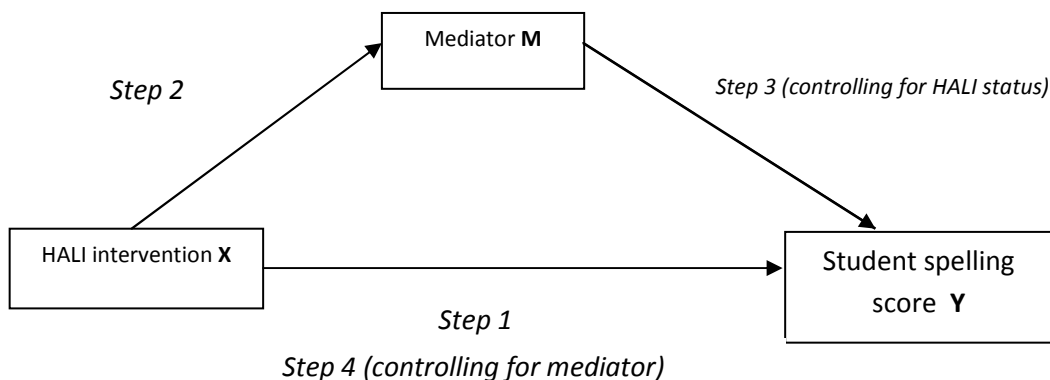 Mediator M
Step 2
Step 3 (controlling for HALI status)
HALI intervention X
Student spelling
score Y
Step 1
Step 4 (controlling for mediator)